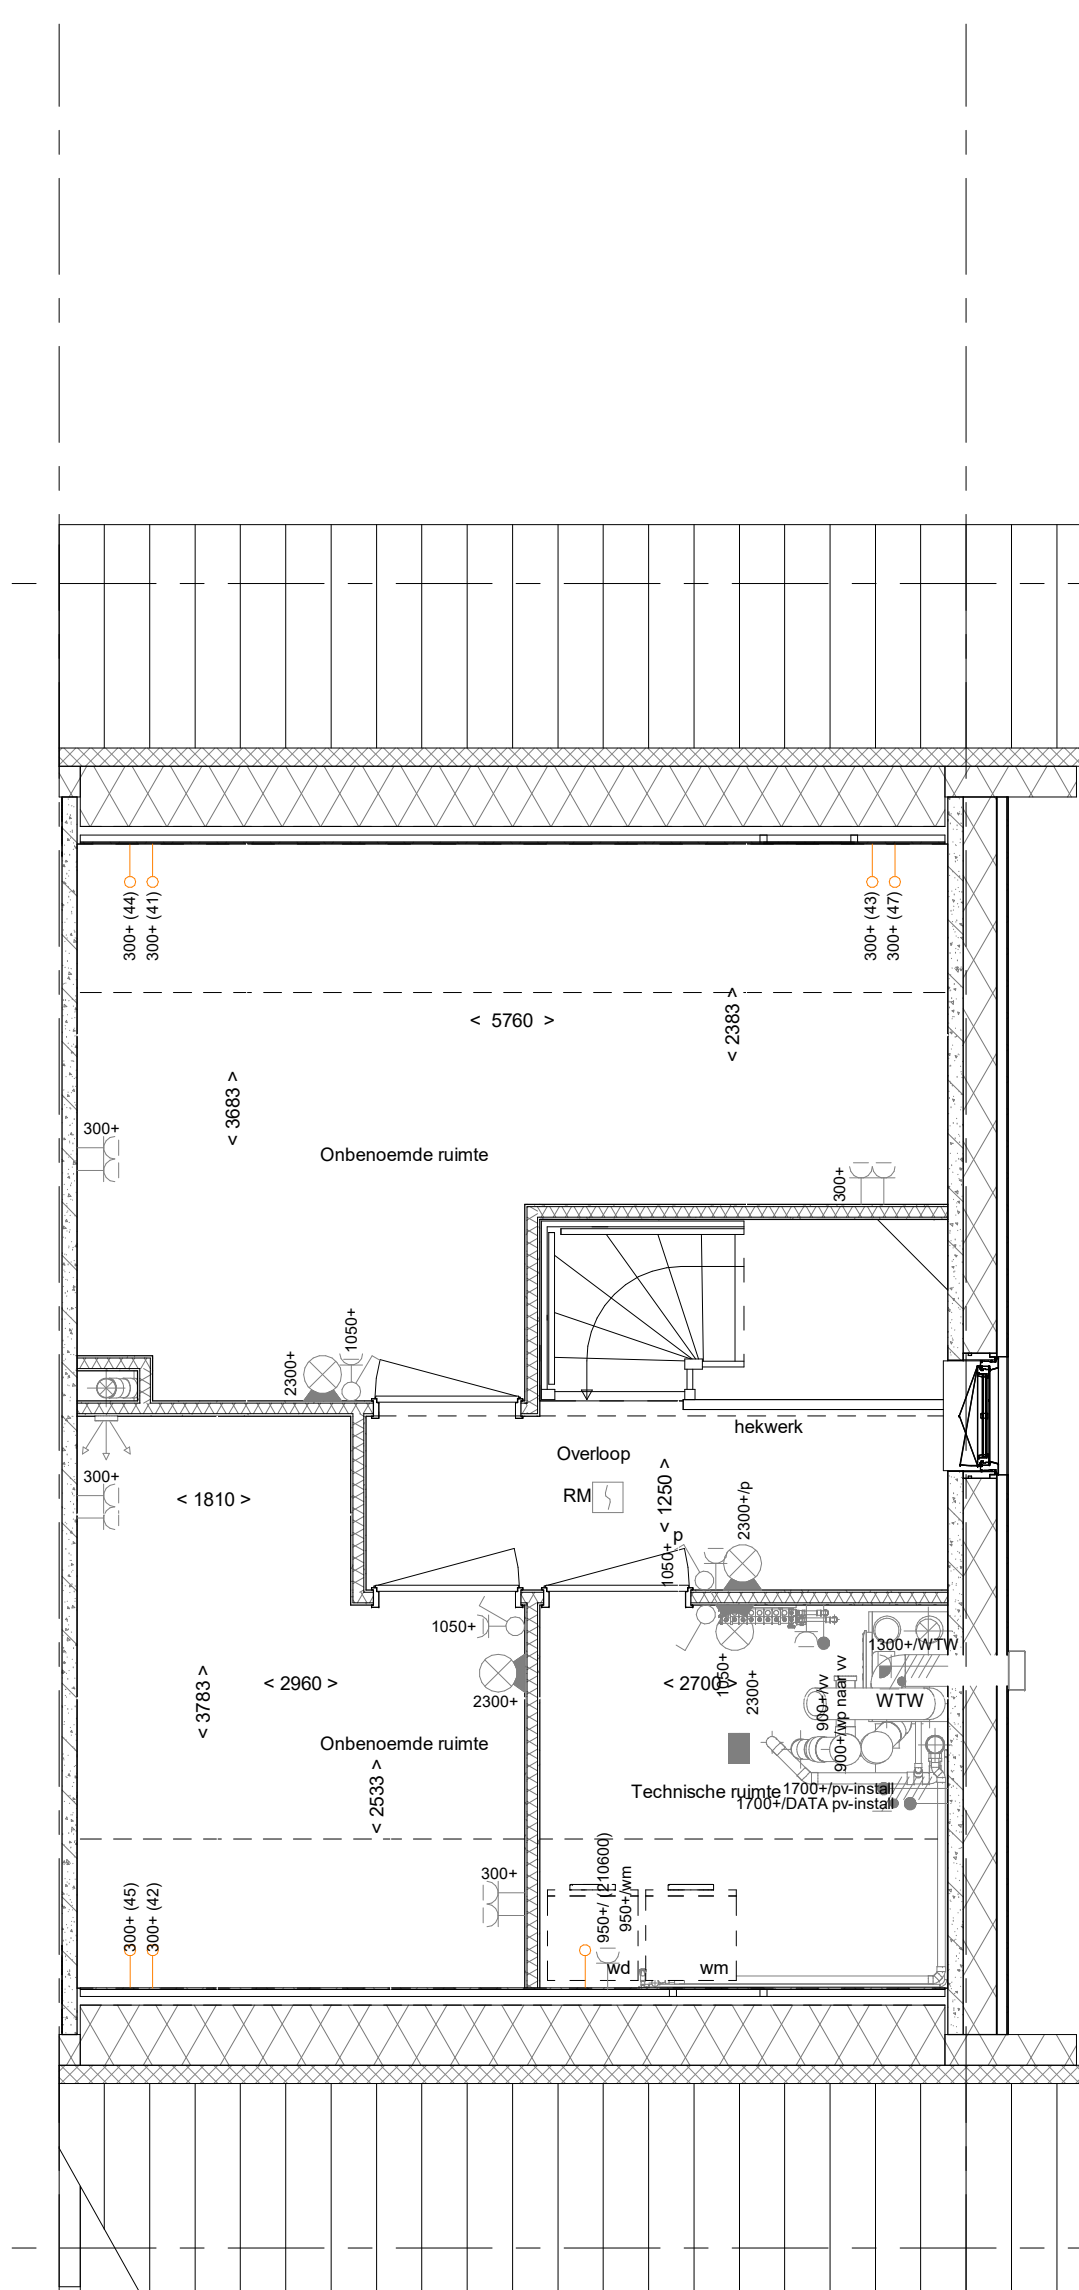 300+ (44)
300+ (41)
300+ (43)
300+ (47)
< 5760 >
< 2383 >
< 3683 >
300+
Onbenoemde ruimte
300+
1050+
2300+
hekwerk
Overloop
RM
< 1250 >
2300+/p
p
1050+
300+
< 1810 >
1050+
2300+
< 2960 >
< 3783 >
Onbenoemde ruimte
< 2533 >
< 2700 >
1050+
2300+
1300+/WTW
WTW
900+/vv
900+/wp naar vv
Technische ruimte
1700+/pv-install
1700+/DATA pv-install
300+
300+ (45)
300+ (42)
950+/ (210600)
950+/wm
wd
wm